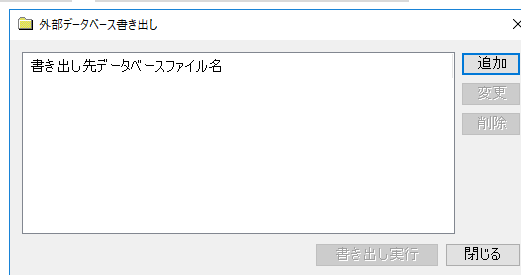 外部データベース書き出し
書き出し先データベースファイル名
追加
変更
削除
書き出し実行
閉じる